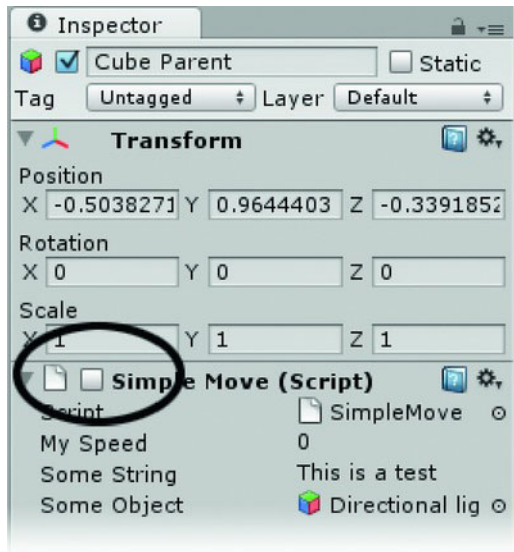 Inspector
Cube Parent Static
Tag Untagged Layer Default
Transform
Position
X -0.5038271 Y 0.9644403 Z -0.3391852
Rotation
X 0 Y 0 Z 0
Scale
X 1 Y 1 Z 1
Simple Move (Script)
Script SimpleMove
My Speed 0
Some String This is a test
Some Object Directional lig